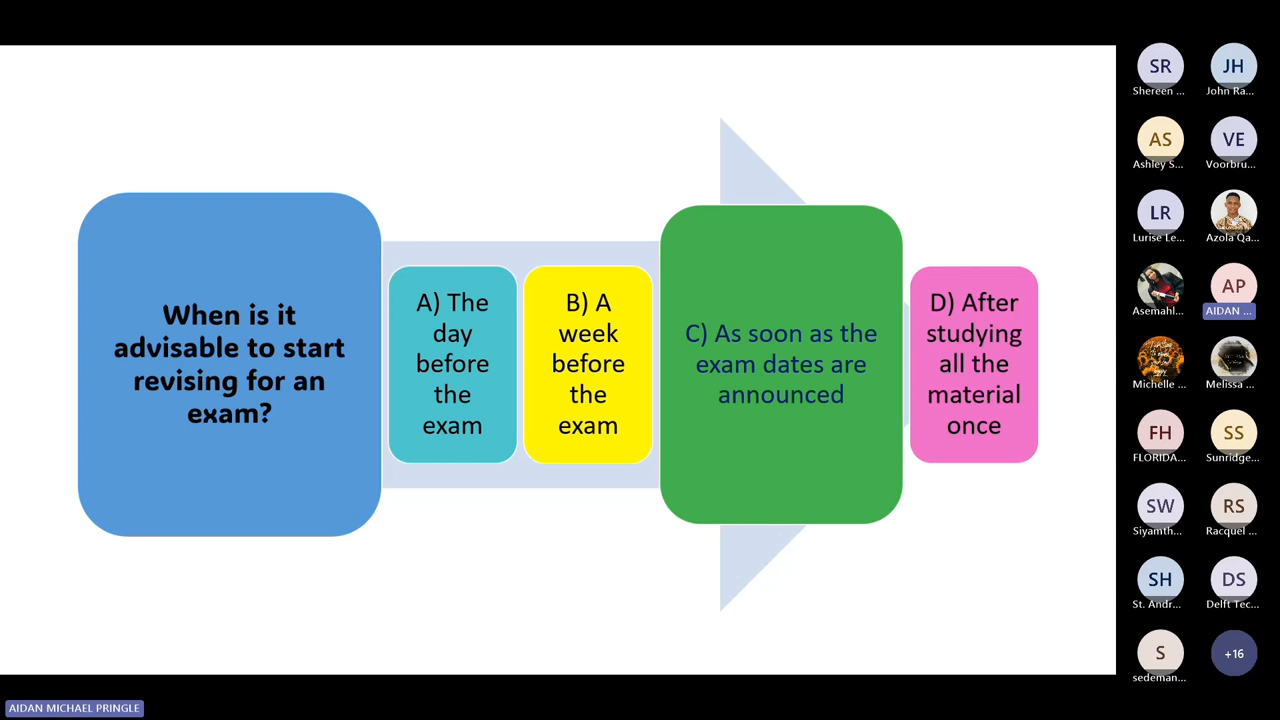 When is it
advisable to start
revising for an
exam?
A) The
day
before
the
exam
B) A
week
before
the
exam
C) As soon as the
exam dates are
announced
D) After
studying
all the
material
once
SR
Shereen ...
JH
John Ra...
AS
Ashley S...
VE
Voorbru...
LR
Lurise Le...
Azola Qa...
Asemahl...
AP
AIDAN ...
Michelle ...
Melissa ...
FH
FLORIDA...
SS
Sunridge...
SW
Siyamth...
RS
Racquel ...
SH
St. Andr...
DS
Delft Tec...
S
sedeman...
+16
AIDAN MICHAEL PRINGLE